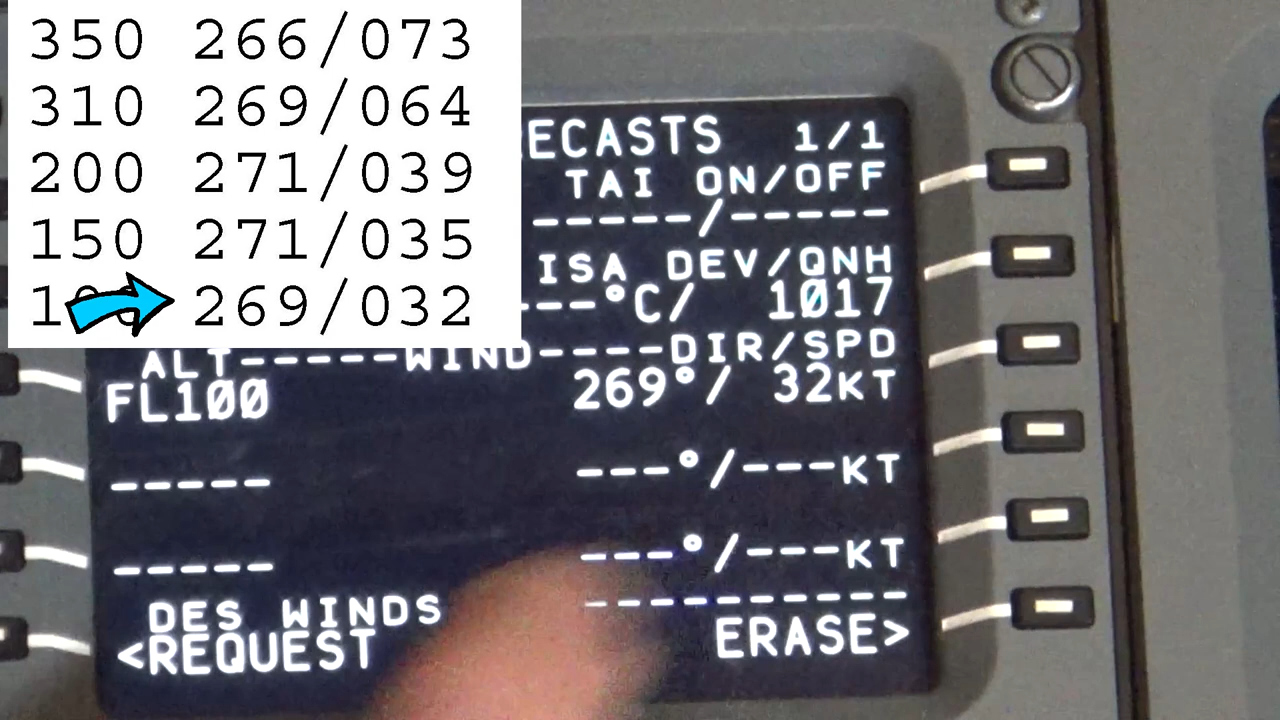 350 266/073
310 269/064
200 271/039
150 271/035
269/032
ECASTS 1/1
TAI ON/OFF
-----/-----
ISA DEV/QNH
---°C/ 1017
ALT-----WIND----DIR/SPD
FL100 269°/ 32KT
----- ---°/---KT
----- ---°/---KT
DES WINDS ----------
<REQUEST ERASE>